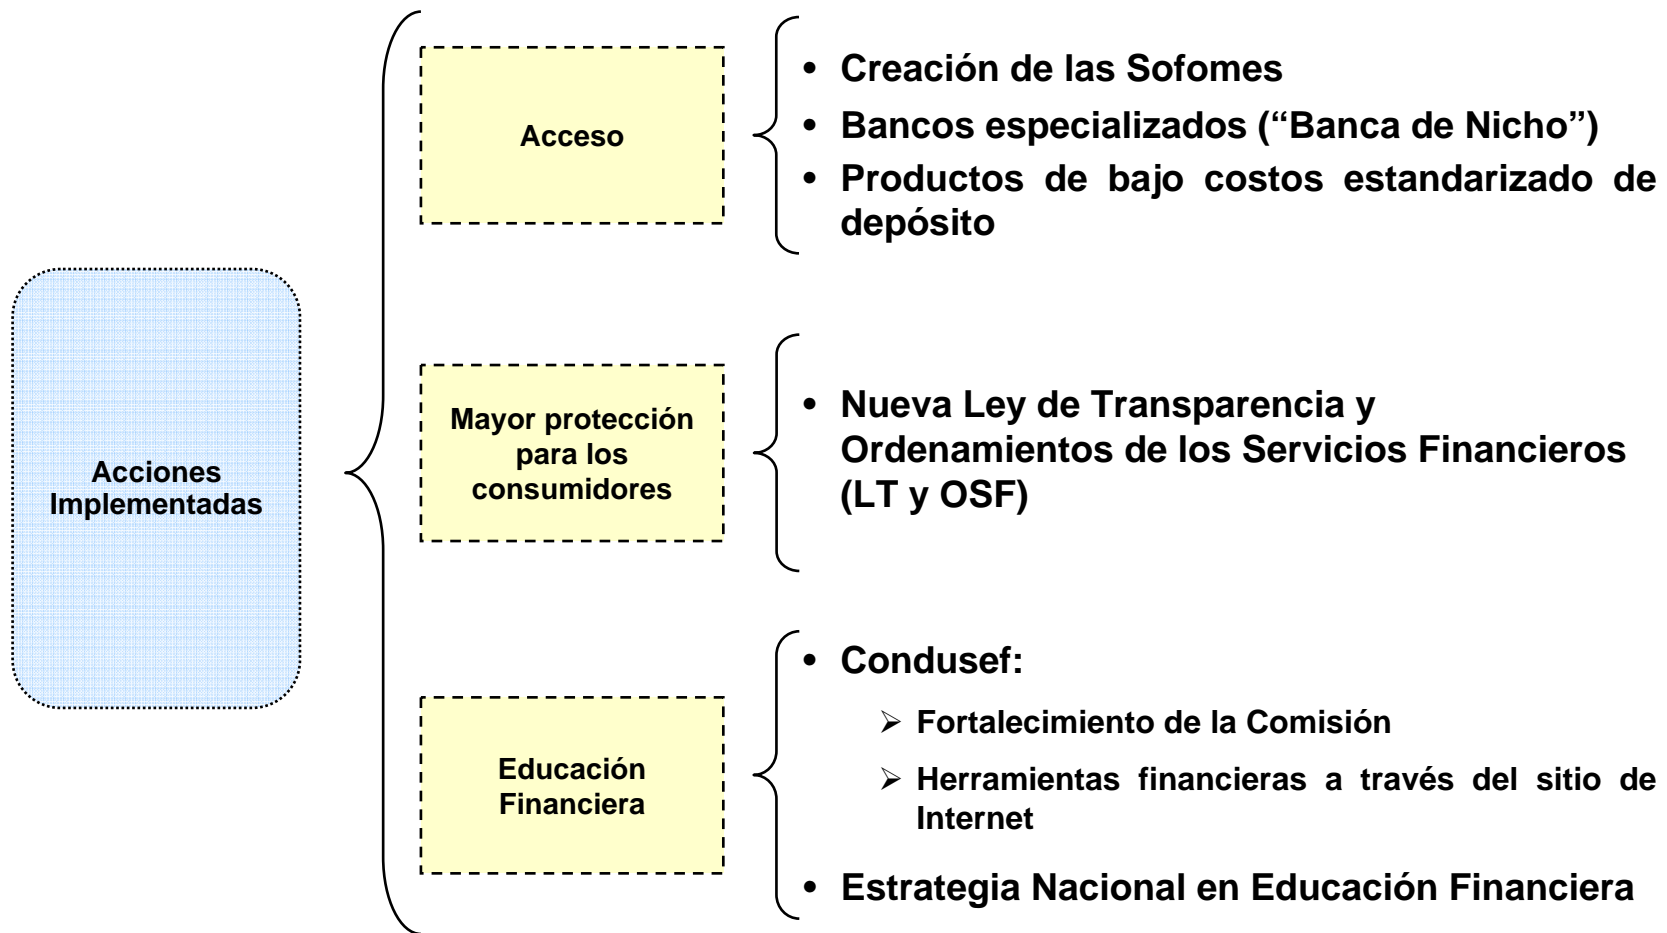 Acciones
Implementadas
Acceso
• Creación de las Sofomes
• Bancos especializados (“Banca de Nicho”)
• Productos de bajo costos estandarizado de
depósito
Mayor protección
para los
consumidores
• Nueva Ley de Transparencia y
Ordenamientos de los Servicios Financieros
(LT y OSF)
Educación
Financiera
• Condusef:
➢ Fortalecimiento de la Comisión
➢ Herramientas financieras a través del sitio de
Internet
• Estrategia Nacional en Educación Financiera